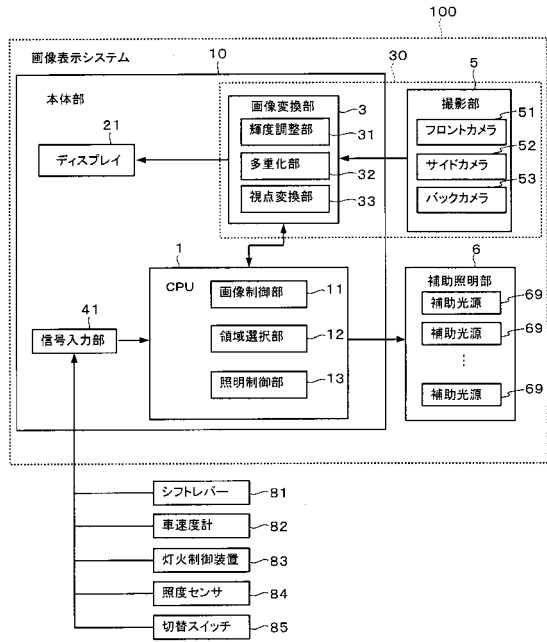 100
画像表示システム
10
30
本体部
5
21
画像変換部
3
撮影部
51
輝度調整部
31
フロントカメラ
52
ディスプレイ
多重化部
32
サイドカメラ
53
視点変換部
33
バックカメラ
1
6
CPU
補助照明部
画像制御部
11
補助光源
69
41
信号入力部
領域選択部
12
補助光源
69
⋮
照明制御部
13
補助光源
69
シフトレバー
81
車速度計
82
灯火制御装置
83
照度センサ
84
切替スイッチ
85